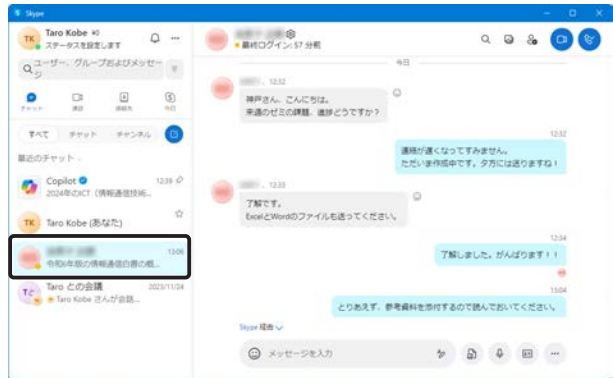 Skype
TK
Taro Kobe
ステータスを設定します
ユーザー、グループおよびメッセージ
チャット
通話
連絡先
今日
すべて
チャット
チャンネル
最近のチャット
Copilot
12:39
2024年のICT（情報通信技術...
TK
Taro Kobe (あなた)
13:06
令和6年版の情報通信白書の概...
Taro との会議
2023/11/24
Taro Kobe さんが会議...
最終ログイン: 57 分前
今日
、12:32
神戸さん、こんにちは。
来週のゼミの課題、進捗どうですか？
12:32
連絡が遅くなってすみません。
ただいま作成中です。夕方には送りますね！
、12:33
了解です。
ExcelとWordのファイルも送ってください。
12:34
了解しました。がんばります！！
13:04
とりあえず、参考資料を添付するので読んでおいてください。
Skype 経由
メッセージを入力